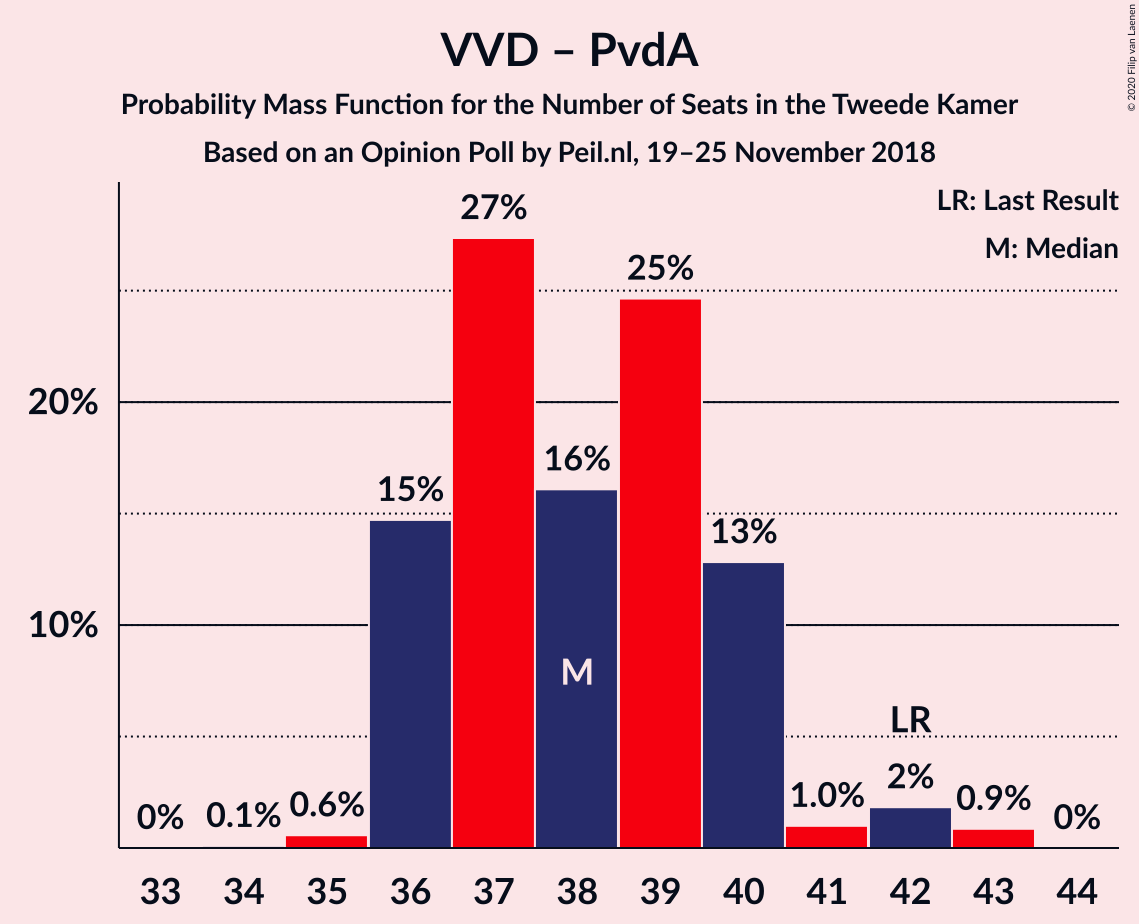 VVD – PvdA
Probability Mass Function for the Number of Seats in the Tweede Kamer
Based on an Opinion Poll by Peil.nl, 19–25 November 2018
© 2020 Filip van Laenen
LR: Last Result
M: Median
20%
10%
0%
0.1%
0.6%
15%
27%
16%
25%
13%
1.0%
2%
0.9%
0%
M
LR
33 34 35 36 37 38 39 40 41 42 43 44